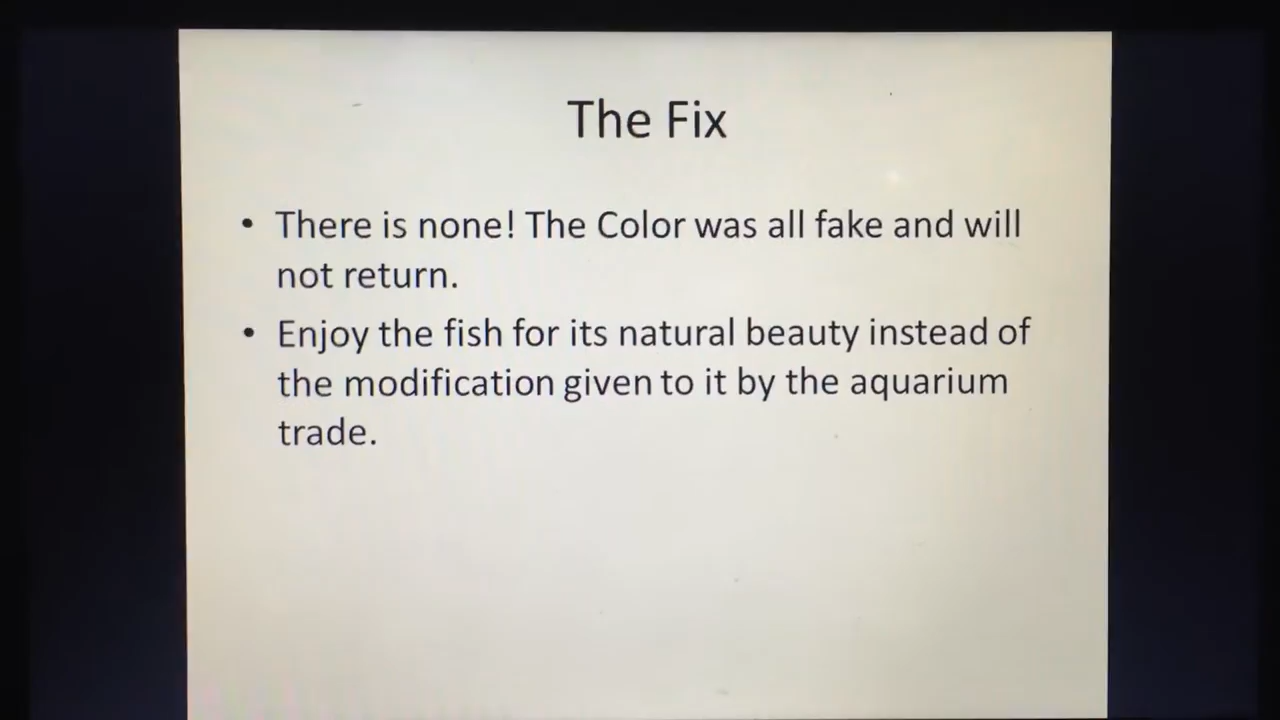 The Fix
• There is none! The Color was all fake and will
not return.
• Enjoy the fish for its natural beauty instead of
the modification given to it by the aquarium
trade.